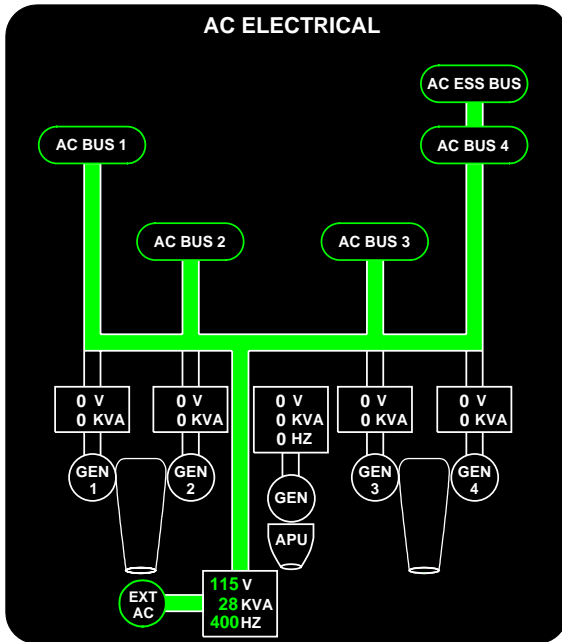 AC ELECTRICAL
AC ESS BUS
AC BUS 1
AC BUS 4
AC BUS 2
AC BUS 3
0 V
0 KVA
0 V
0 KVA
0 V
0 KVA
0 HZ
0 V
0 KVA
0 V
0 KVA
GEN
1
GEN
2
GEN
GEN
3
GEN
4
APU
EXT
AC
115 V
28 KVA
400 HZ